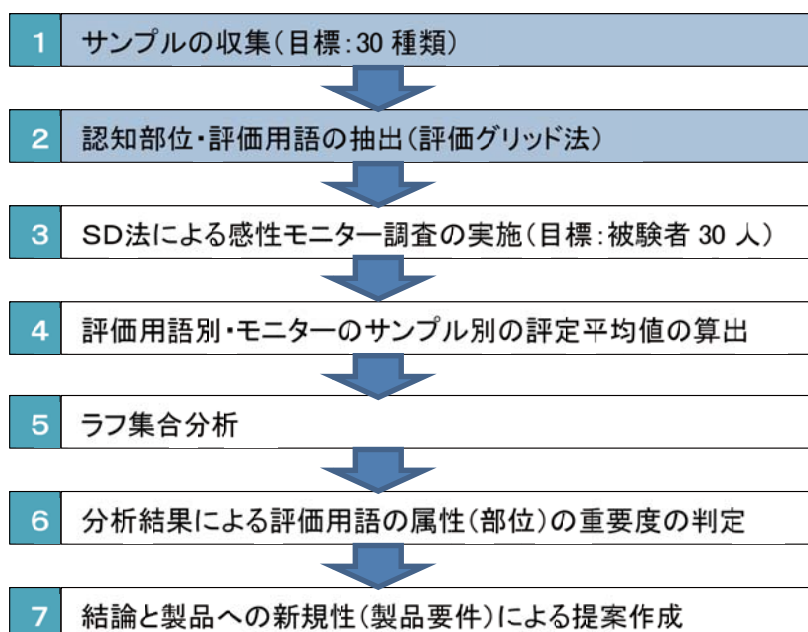 1 サンプルの収集(目標:30 種類)
2 認知部位・評価用語の抽出(評価グリッド法)
3 SD法による感性モニター調査の実施(目標:被験者 30 人)
4 評価用語別・モニターのサンプル別の評定平均値の算出
5 ラフ集合分析
6 分析結果による評価用語の属性(部位)の重要度の判定
7 結論と製品への新規性(製品要件)による提案作成